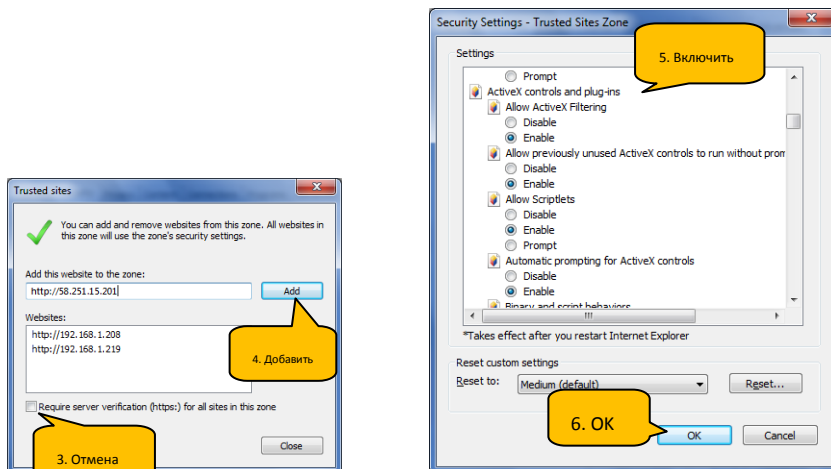 Trusted sites
You can add and remove websites from this zone. All websites in
this zone will use the zone's security settings.
Add this website to the zone:
http://58.251.15.201
Add
Websites:
http://192.168.1.208
http://192.168.1.219
4. Добавить
Require server verification (https:) for all sites in this zone
Close
3. Отмена
Security Settings - Trusted Sites Zone
5. Включить
Settings
Prompt
ActiveX controls and plug-ins
Allow ActiveX Filtering
Disable
Enable
Allow previously unused ActiveX controls to run without prom
Disable
Enable
Allow Scriptlets
Disable
Enable
Prompt
Automatic prompting for ActiveX controls
Disable
Enable
Binary and script behaviors
*Takes effect after you restart Internet Explorer
Reset custom settings
Reset to:
Medium (default)
Reset...
6. OK
OK
Cancel